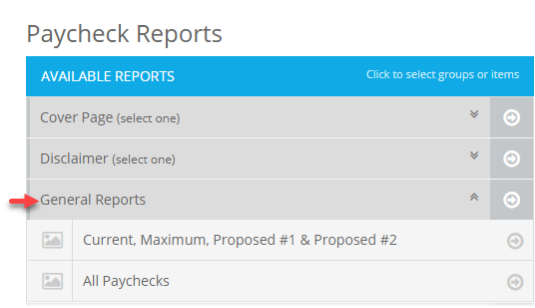 Paycheck Reports
AVAILABLE REPORTS Click to select groups or items
Cover Page (select one)
Disclaimer (select one)
General Reports
Current, Maximum, Proposed #1 & Proposed #2
All Paychecks